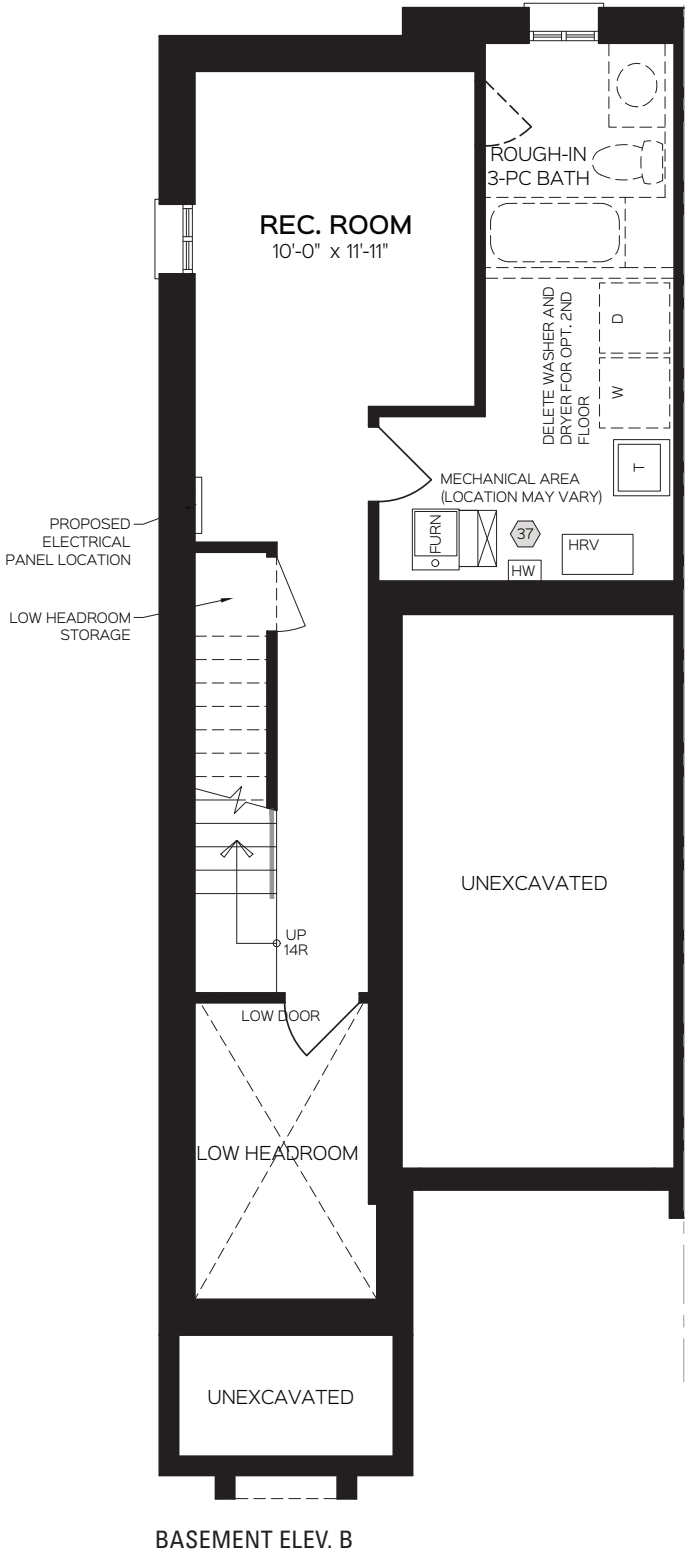 ROUGH-IN
3-PC BATH
REC. ROOM
10'-0" x 11'-11"
DELETE WASHER AND
DRYER FOR OPT. 2ND
FLOOR
D
W
T
MECHANICAL AREA
(LOCATION MAY VARY)
FURN
37
HW
HRV
PROPOSED
ELECTRICAL
PANEL LOCATION
LOW HEADROOM
STORAGE
UNEXCAVATED
UP
14R
LOW DOOR
LOW HEADROOM
UNEXCAVATED
BASEMENT ELEV. B